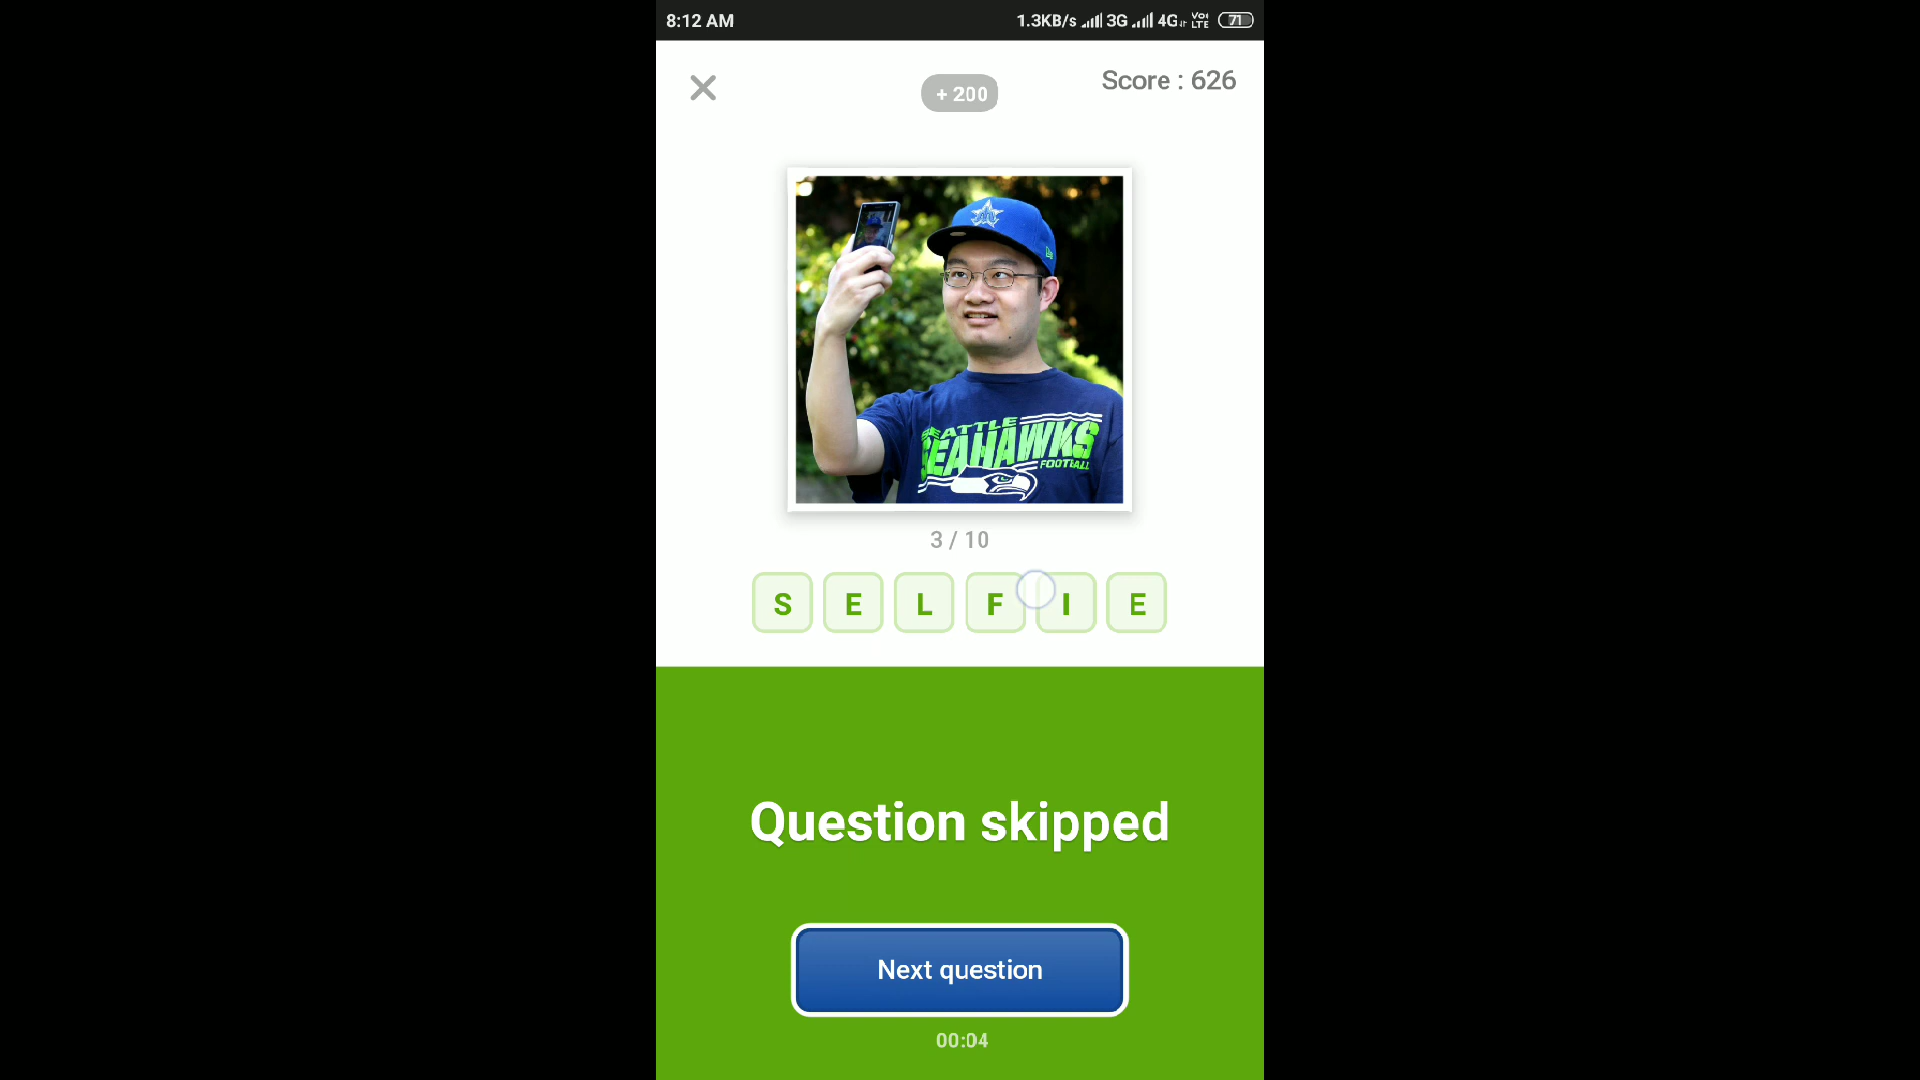 8:12 AM 1.3KB/s 3G 4G VoLTE 71
+ 200
Score : 626
SEATTLE
SEAHAWKS
FOOTBALL
3 / 10
S E L F I E
Question skipped
Next question
00:04